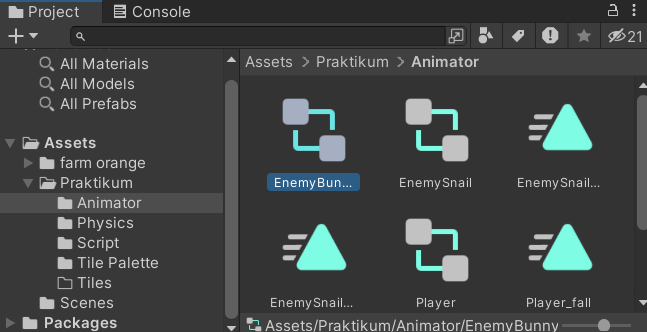 Project Console
21
All Materials
All Models
All Prefabs
Assets
farm orange
Praktikum
Animator
Physics
Script
Tile Palette
Tiles
Scenes
Packages
Assets > Praktikum > Animator
EnemyBun... EnemySnail EnemySnail...
EnemySnail... Player Player_fall
Assets/Praktikum/Animator/EnemyBunny